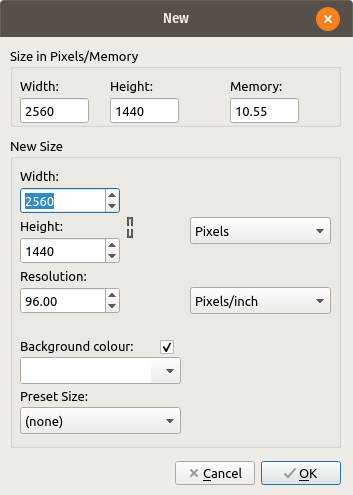 New
Size in Pixels/Memory
Width: Height: Memory:
2560 1440 10.55
New Size
Width:
2560
Height:
1440 Pixels
Resolution:
96.00 Pixels/inch
Background colour:
Preset Size:
(none)
Cancel OK